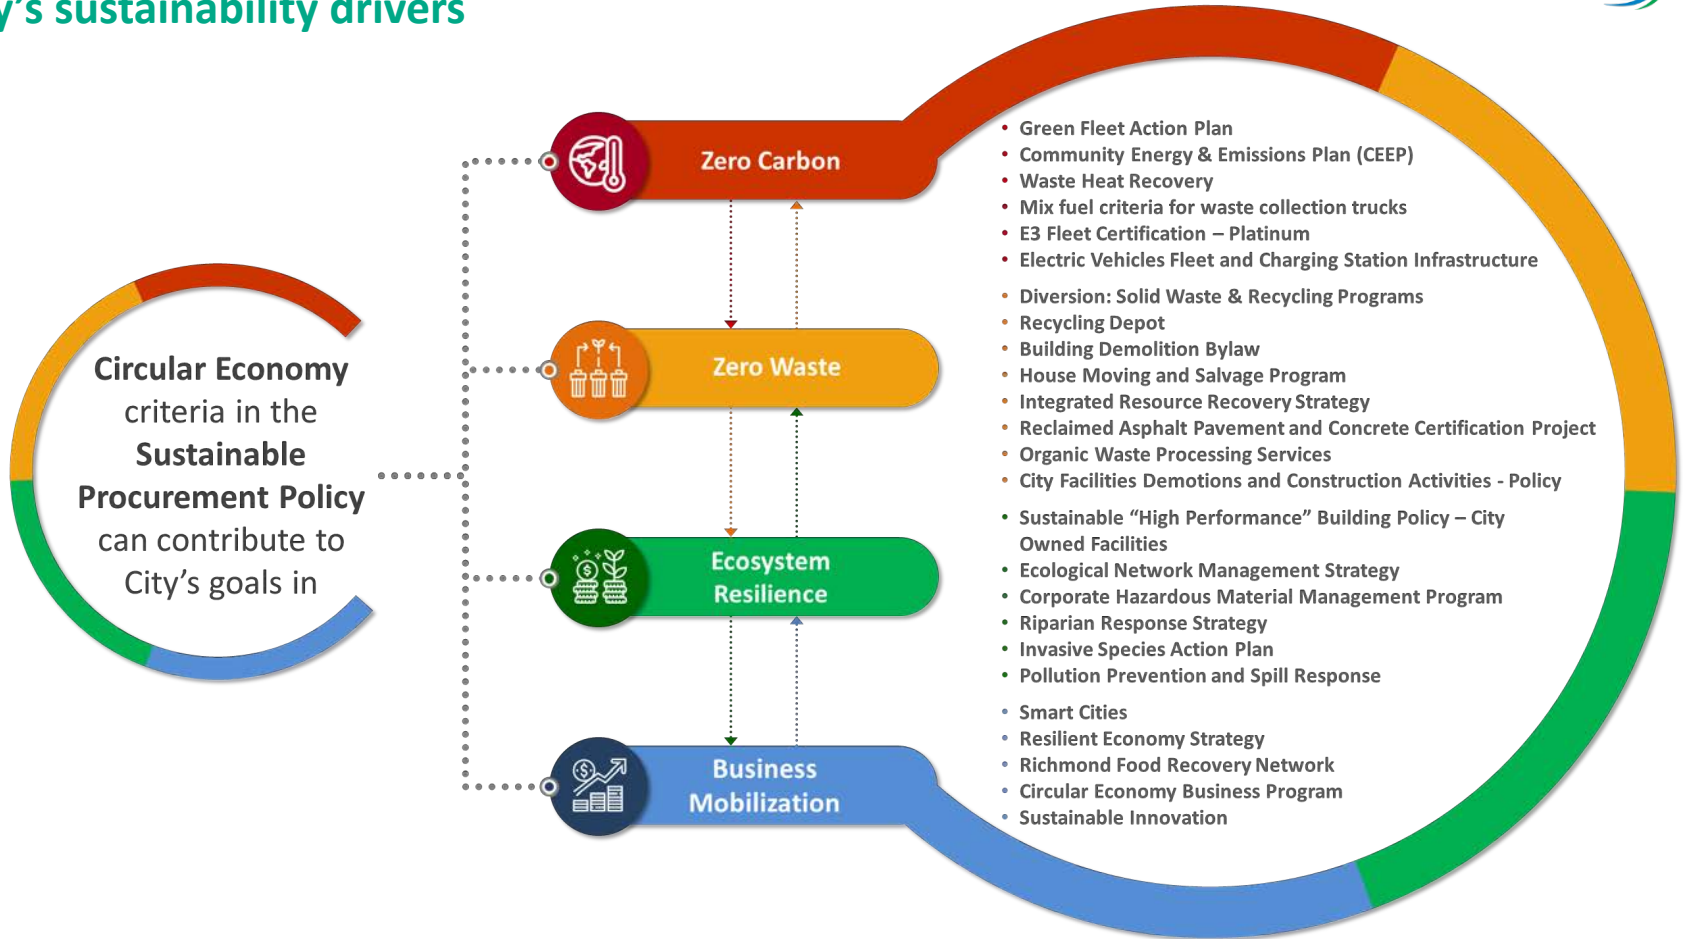 y's sustainability drivers
Circular Economy
criteria in the
Sustainable
Procurement Policy
can contribute to
City's goals in
Zero Carbon
Zero Waste
Ecosystem
Resilience
Business
Mobilization
• Green Fleet Action Plan
• Community Energy & Emissions Plan (CEEP)
• Waste Heat Recovery
• Mix fuel criteria for waste collection trucks
• E3 Fleet Certification – Platinum
• Electric Vehicles Fleet and Charging Station Infrastructure
• Diversion: Solid Waste & Recycling Programs
• Recycling Depot
• Building Demolition Bylaw
• House Moving and Salvage Program
• Integrated Resource Recovery Strategy
• Reclaimed Asphalt Pavement and Concrete Certification Project
• Organic Waste Processing Services
• City Facilities Demotions and Construction Activities - Policy
• Sustainable “High Performance” Building Policy – City
Owned Facilities
• Ecological Network Management Strategy
• Corporate Hazardous Material Management Program
• Riparian Response Strategy
• Invasive Species Action Plan
• Pollution Prevention and Spill Response
• Smart Cities
• Resilient Economy Strategy
• Richmond Food Recovery Network
• Circular Economy Business Program
• Sustainable Innovation